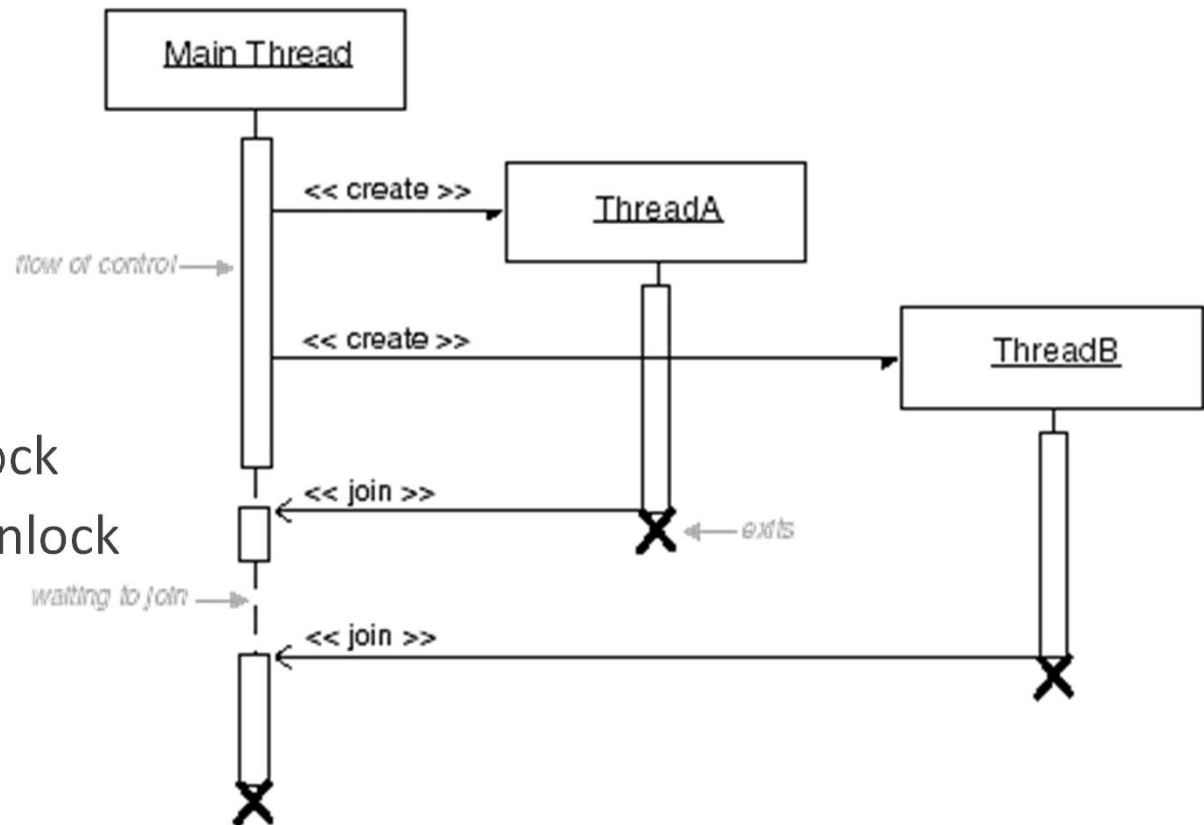 Main Thread
<< create >>
ThreadA
flow of control
<< create >>
ThreadB
ock
<< join >>
nlock
exits
waiting to join
<< join >>